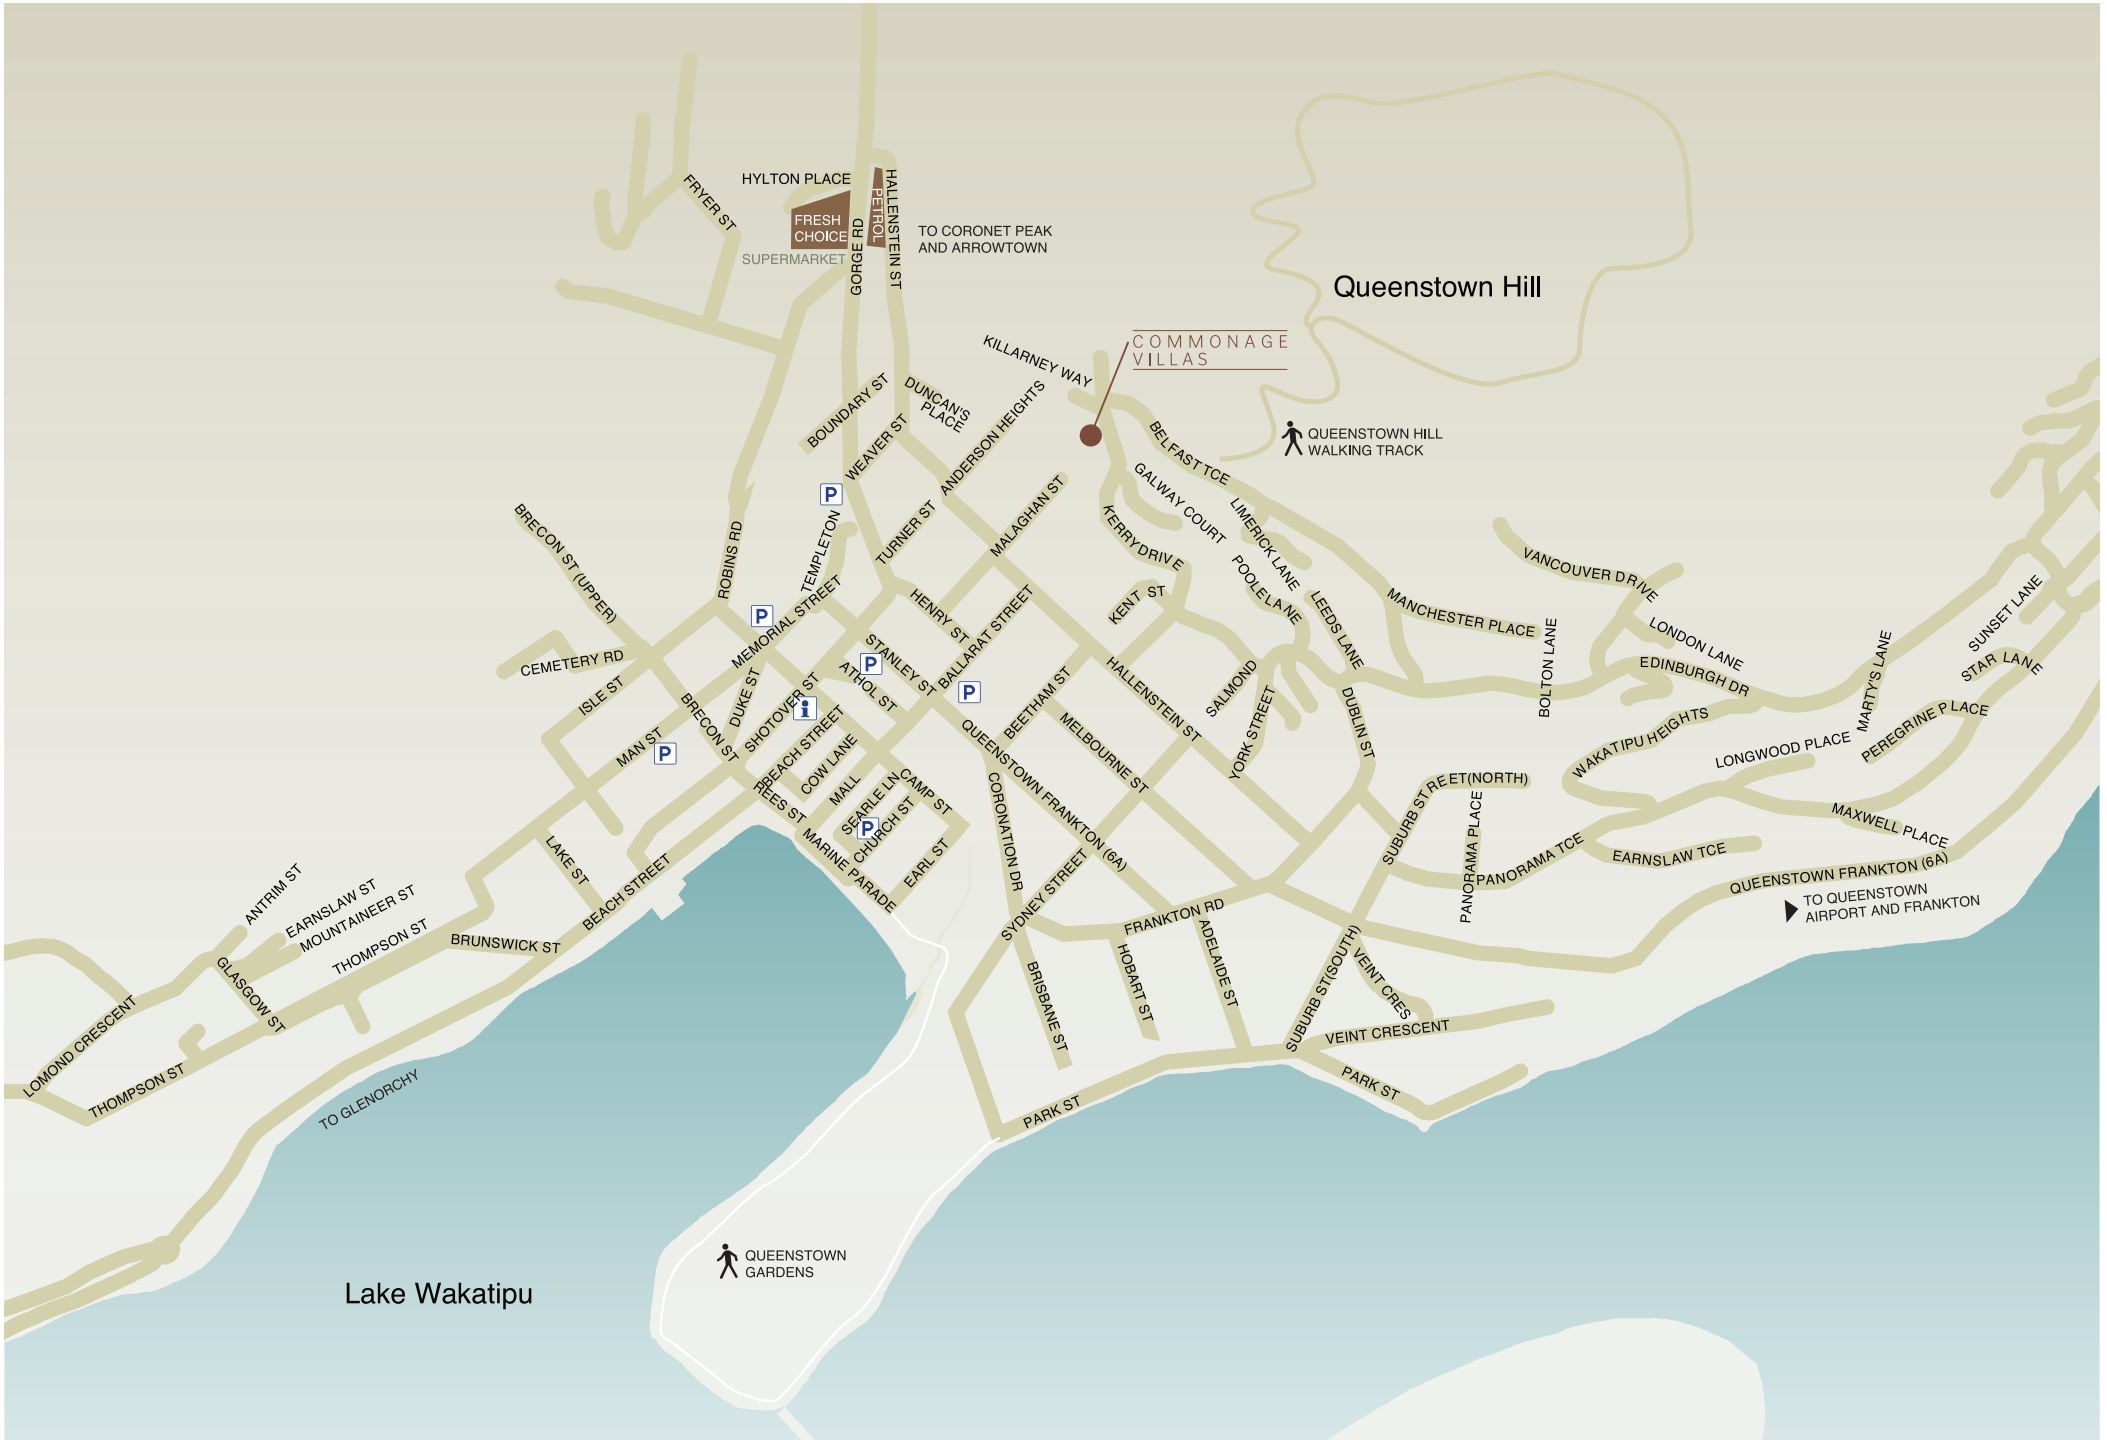 HYLTON PLACE
FRYER ST
FRESH
CHOICE
SUPERMARKET
GORGE RD
PETROL
HALLENSTEIN ST
TO CORONET PEAK
AND ARROWTOWN
Queenstown Hill
COMMONAGE
VILLAS
KILLARNEY WAY
BOUNDARY ST
DUNCAN'S
PLACE
ANDERSON HEIGHTS
WEAVER ST
BELFAST TCE
QUEENSTOWN HILL
WALKING TRACK
P
GALWAY COURT
MALAGHAN ST
TURNER ST
KERRY DRIVE
LIMERICK LANE
BRECON ST (UPPER)
ROBINS RD
TEMPLETON
VANCOUVER DRIVE
POOLE LANE
KENT ST
LEEDS LANE
MANCHESTER PLACE
P
MEMORIAL STREET
HENRY ST
BALLARAT STREET
BOLTON LANE
LONDON LANE
SUNSET LANE
CEMETERY RD
STANLEY ST
P
ATHOL ST
P
EDINBURGH DR
MARTY'S LANE
STAR LANE
ISLE ST
DUKE ST
SHOTOVER ST
i
BEETHAM ST
HALLENSTEIN ST
SALMOND
YORK STREET
DUBLIN ST
MAN ST
P
BRECON ST
BEACH STREET
COW LANE
MALL
SEARLE LN
P
CHURCH ST
CAMP ST
QUEENSTOWN FRANKTON (6A)
MELBOURNE ST
WAKATIPU HEIGHTS
LONGWOOD PLACE
PEREGRINE PLACE
REES ST
MARINE PARADE
EARL ST
CORONATION DR
SUBURB STREET(NORTH)
PANORAMA PLACE
PANORAMA TCE
EARNSLAW TCE
MAXWELL PLACE
QUEENSTOWN FRANKTON (6A)
TO QUEENSTOWN
AIRPORT AND FRANKTON
LAKE ST
BEACH STREET
ANTRIM ST
EARNSLAW ST
MOUNTAINEER ST
THOMPSON ST
BRUNSWICK ST
GLASGOW ST
SYDNEY STREET
FRANKTON RD
HOBART ST
ADELAIDE ST
BRISBANE ST
SUBURB ST(SOUTH)
VEINT CRES
VEINT CRESCENT
LOMOND CRESCENT
THOMPSON ST
TO GLENORCHY
PARK ST
PARK ST
QUEENSTOWN
GARDENS
Lake Wakatipu